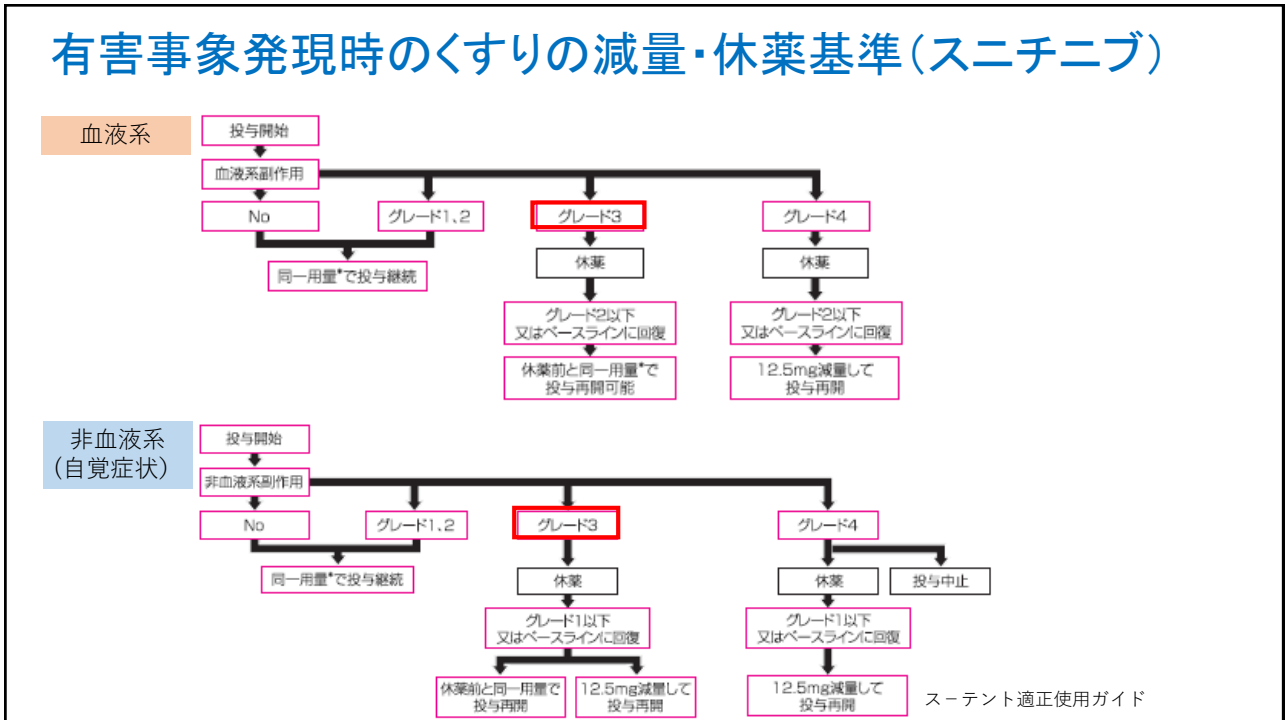 有害事象発現時のくすりの減量・休薬基準(スニチニブ)
血液系
投与開始
血液系副作用
No
グレード1、2
グレード3
グレード4
同一用量*で投与継続
休薬
休薬
グレード2以下
又はベースラインに回復
グレード2以下
又はベースラインに回復
休薬前と同一用量*で
投与再開可能
12.5mg減量して
投与再開
非血液系
(自覚症状)
投与開始
非血液系副作用
No
グレード1、2
グレード3
グレード4
同一用量*で投与継続
休薬
休薬
投与中止
グレード1以下
又はベースラインに回復
グレード1以下
又はベースラインに回復
休薬前と同一用量で
投与再開
12.5mg減量して
投与再開
12.5mg減量して
投与再開
スーテント適正使用ガイド